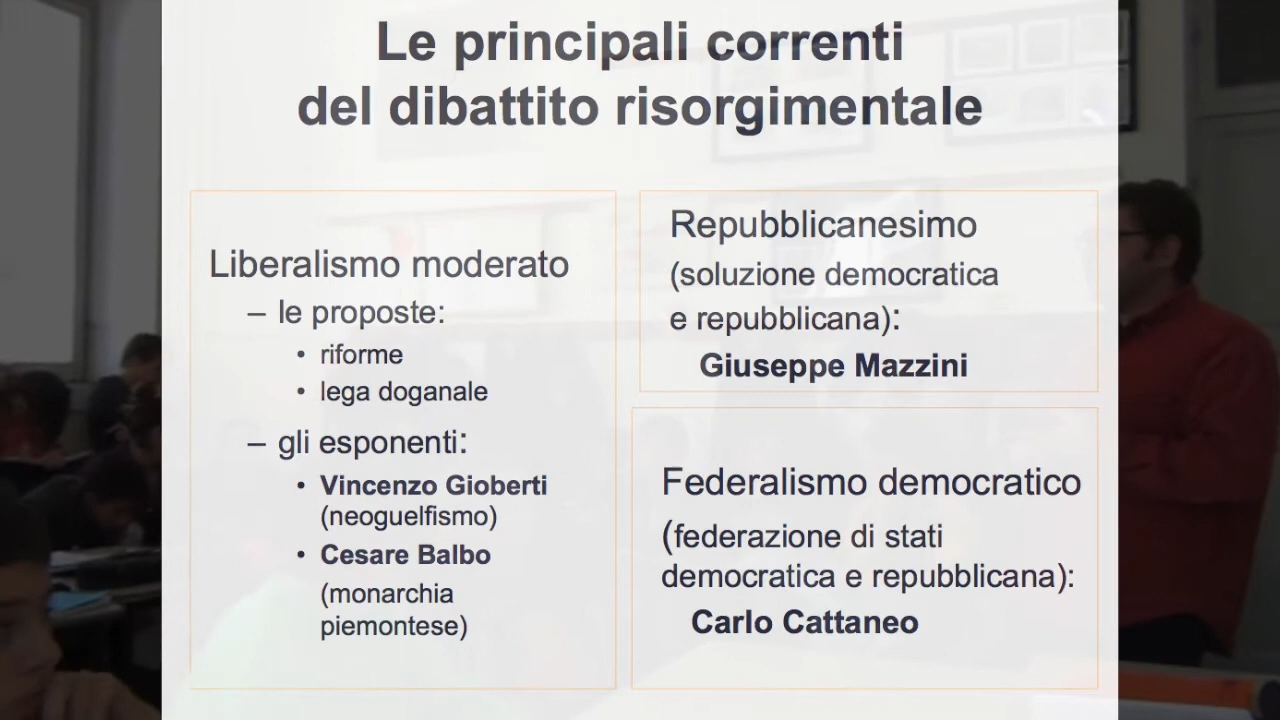 Le principali correnti
del dibattito risorgimentale
Liberalismo moderato
– le proposte:
• riforme
• lega doganale
– gli esponenti:
• Vincenzo Gioberti
(neoguelfismo)
• Cesare Balbo
(monarchia
piemontese)
Repubblicanesimo
(soluzione democratica
e repubblicana):
Giuseppe Mazzini
Federalismo democratico
(federazione di stati
democratica e repubblicana):
Carlo Cattaneo